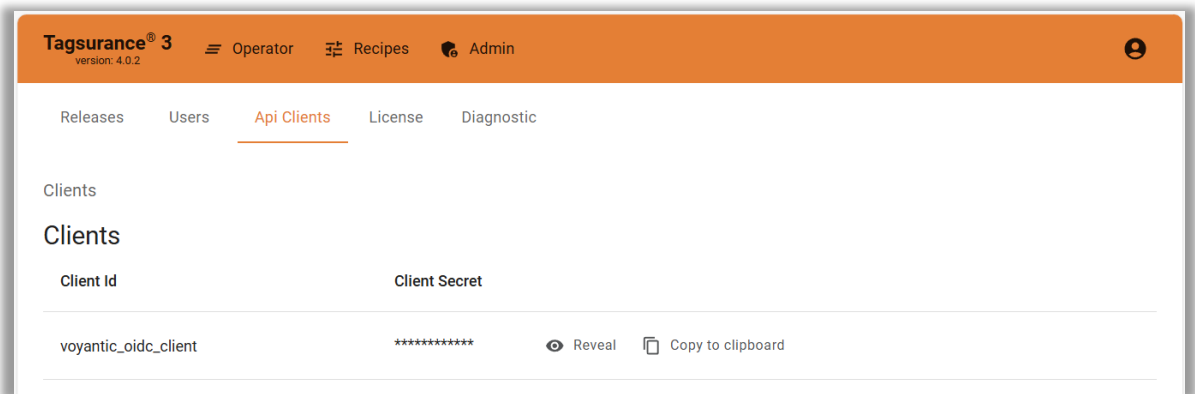 Tagsurance® 3
version: 4.0.2
Operator Recipes Admin
Releases Users Api Clients License Diagnostic
Clients
Clients
Client Id Client Secret
voyantic_oidc_client ************ Reveal Copy to clipboard